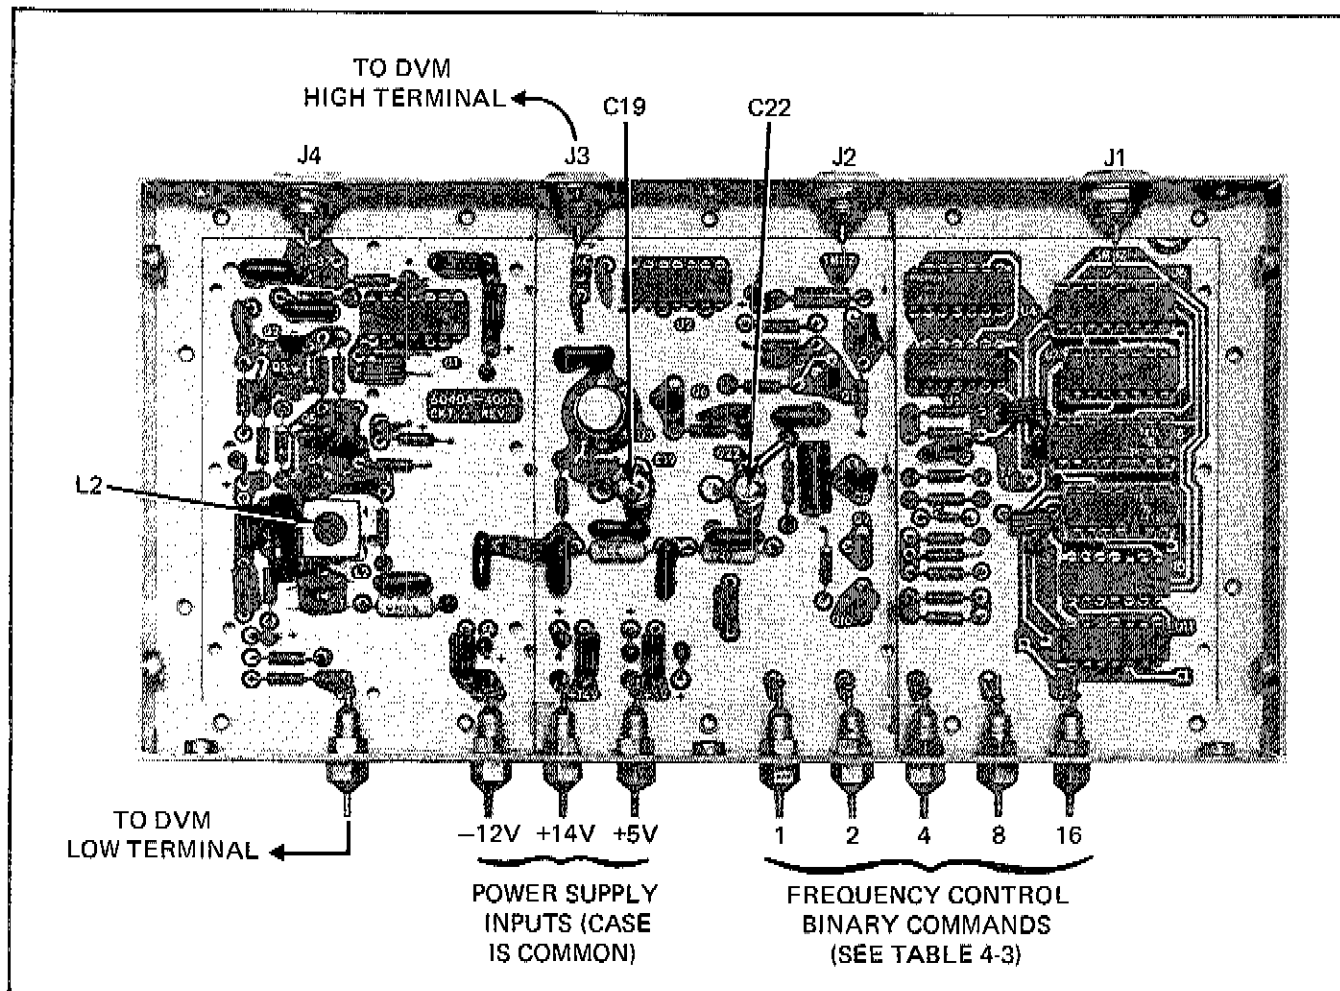 TO DVM
HIGH TERMINAL
C19
C22
J4
J3
J2
J1
L2
TO DVM
LOW TERMINAL
–12V +14V +5V
1 2 4 8 16
POWER SUPPLY
INPUTS (CASE
IS COMMON)
FREQUENCY CONTROL
BINARY COMMANDS
(SEE TABLE 4-3)